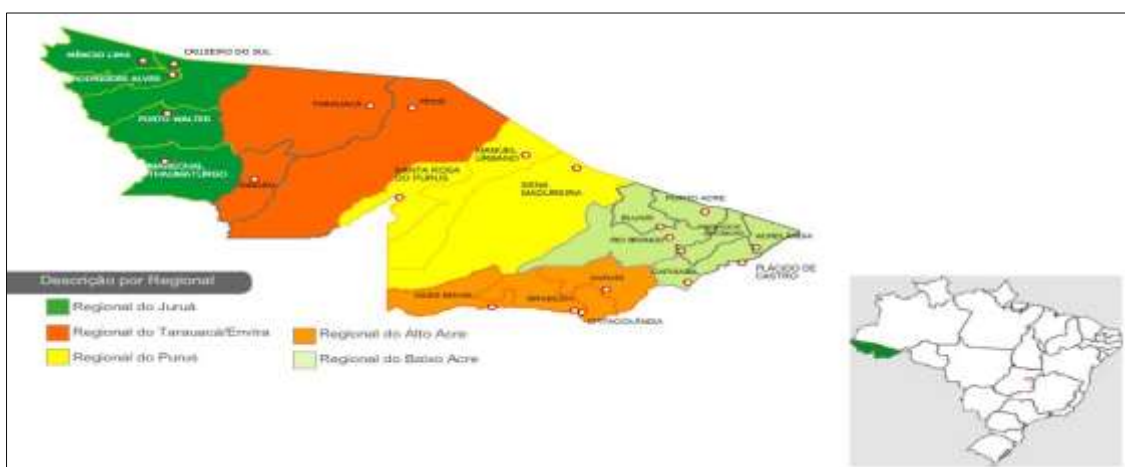 CRUZEIRO DO SUL
MÂNCIO LIMA
RODRIGUES ALVES
PORTO WALTER
MARECHAL
THAUMATURGO
TARAUACÁ
FEIJÓ
JORDÃO
MANUEL
URBANO
SANTA ROSA
DO PURUS
SENA
MADUREIRA
PORTO ACRE
BUJARI
RIO BRANCO
ACRELÂNDIA
CAPIXABA
PLÁCIDO DE
CASTRO
XAPURI
ASSIS BRASIL
BRASILÉIA
EPITACIOLÂNDIA
Descrição por Regional
Regional do Juruá
Regional do Tarauacá/Envira
Regional do Purus
Regional do Alto Acre
Regional do Baixo Acre